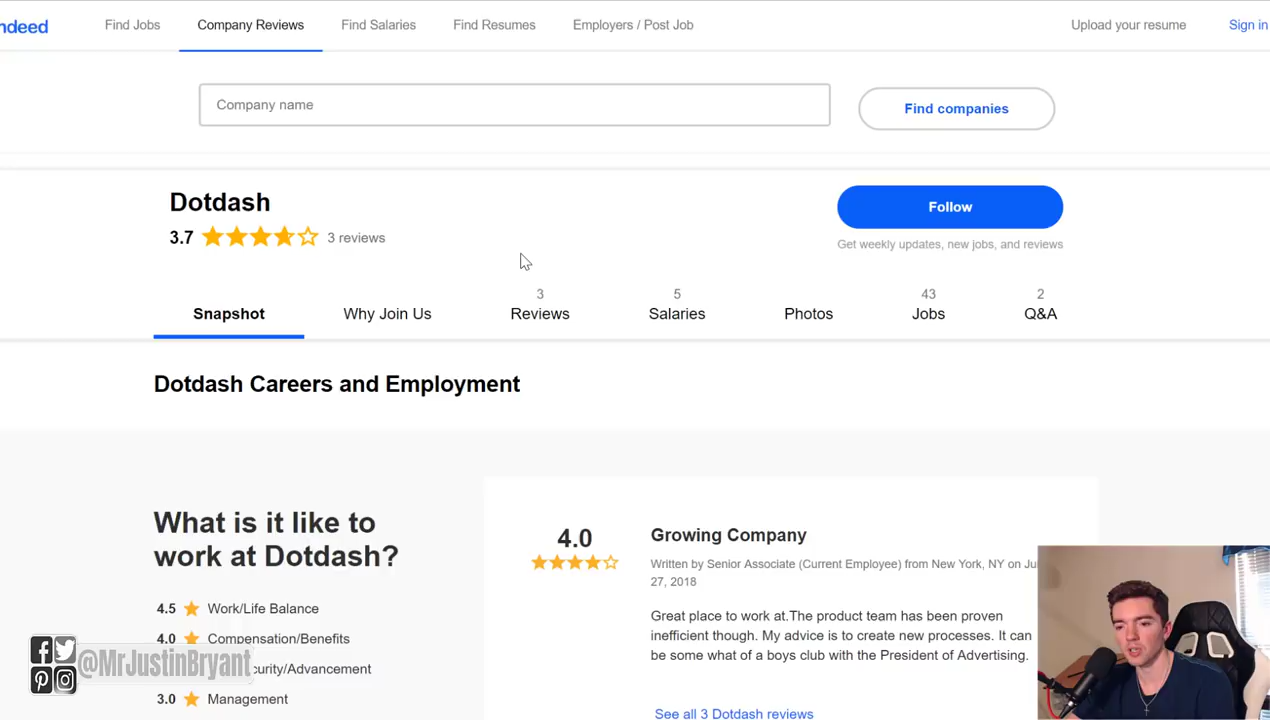 ndeed
Find Jobs
Company Reviews
Find Salaries
Find Resumes
Employers / Post Job
Upload your resume
Sign in
Company name
Find companies
Dotdash
3.7
3 reviews
Follow
Get weekly updates, new jobs, and reviews
Snapshot
Why Join Us
3
Reviews
5
Salaries
Photos
43
Jobs
2
Q&A
Dotdash Careers and Employment
What is it like to
work at Dotdash?
4.5 Work/Life Balance
4.0 Compensation/Benefits
curity/Advancement
3.0 Management
4.0
Growing Company
Written by Senior Associate (Current Employee) from New York, NY on Ju
27, 2018
Great place to work at.The product team has been proven
inefficient though. My advice is to create new processes. It can
be some what of a boys club with the President of Advertising.
See all 3 Dotdash reviews
@MrJustinBryant